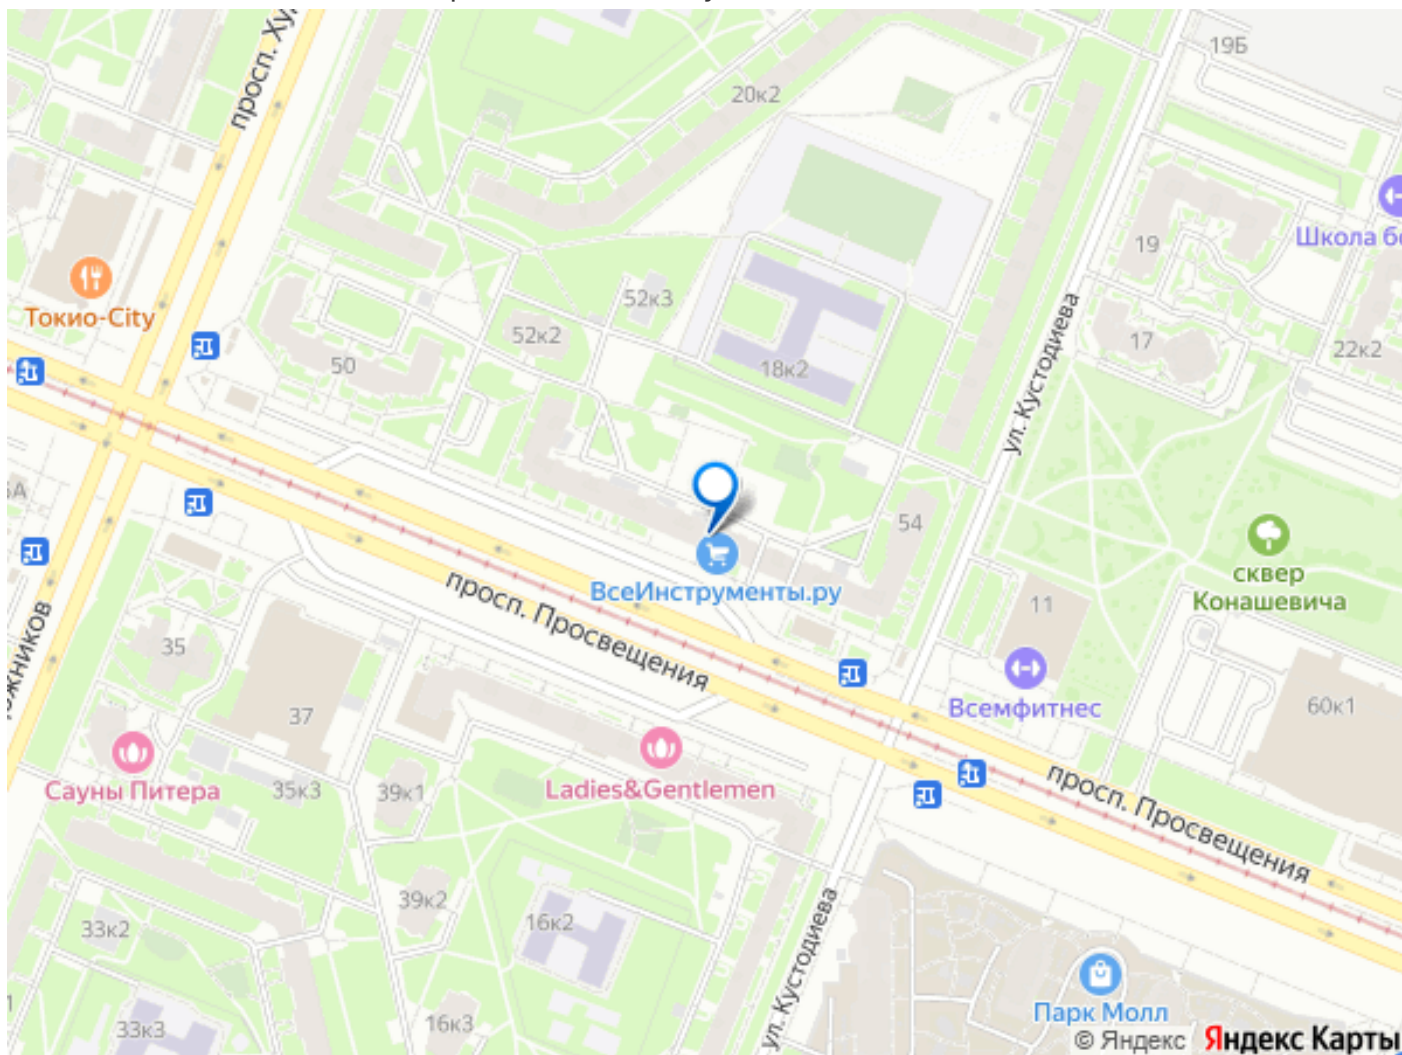 просп. Ху
19Б
20к2
Школа б
19
52к3
Токио-City
52к2
17
22к2
50
18к2
ул. Кустодиева
54
сквер
Конашевича
ВсеИнструменты.ру
11
просп. Просвещения
35
ожников
37
Всемфитнес
60к1
Сауны Питера
35к3
39к1
Ladies&Gentlemen
просп. Просвещения
39к2
16к2
33к2
ул. Кустодиева
Парк Молл
33к3
16к3
© Яндекс Яндекс Карты